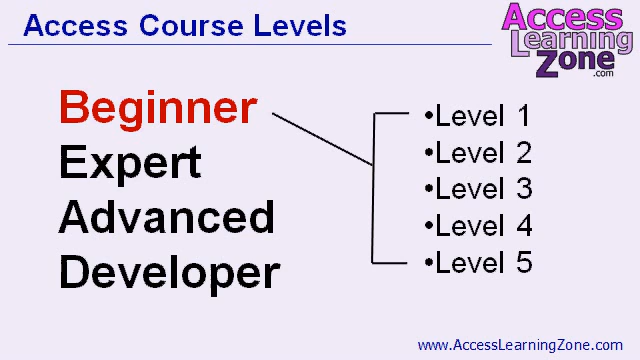 Access Course Levels
Access
Learning
Zone
.com
Beginner
Expert
Advanced
Developer
•Level 1
•Level 2
•Level 3
•Level 4
•Level 5
www.AccessLearningZone.com